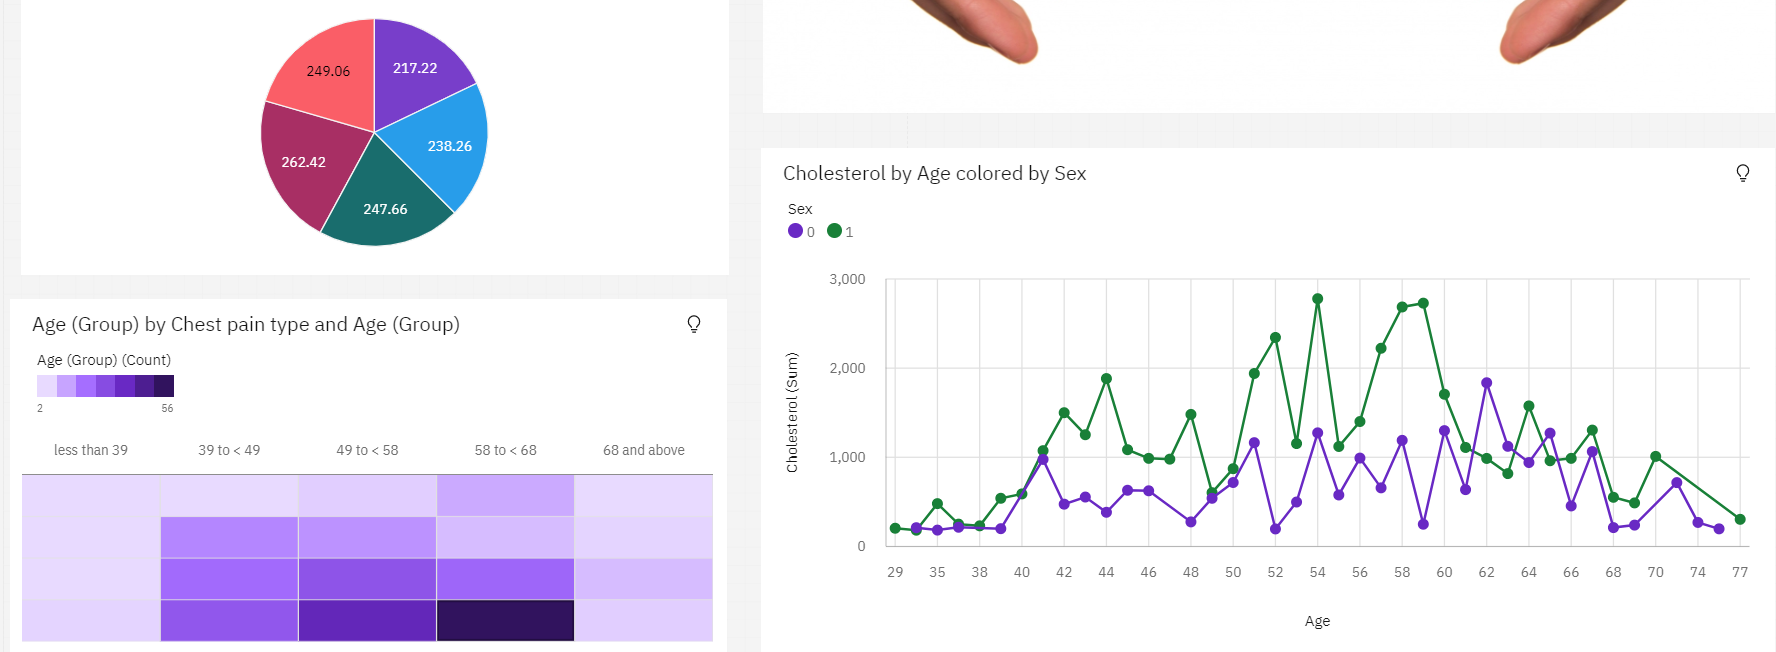 249.06
217.22
238.26
262.42
247.66
Age (Group) by Chest pain type and Age (Group)
Age (Group) (Count)
2 56
less than 39 39 to < 49 49 to < 58 58 to < 68 68 and above
Cholesterol by Age colored by Sex
Sex
0 1
3,000
2,000
1,000
0
Cholesterol (Sum)
29 35 38 40 42 44 46 48 50 52 54 56 58 60 62 64 66 68 70 74 77
Age